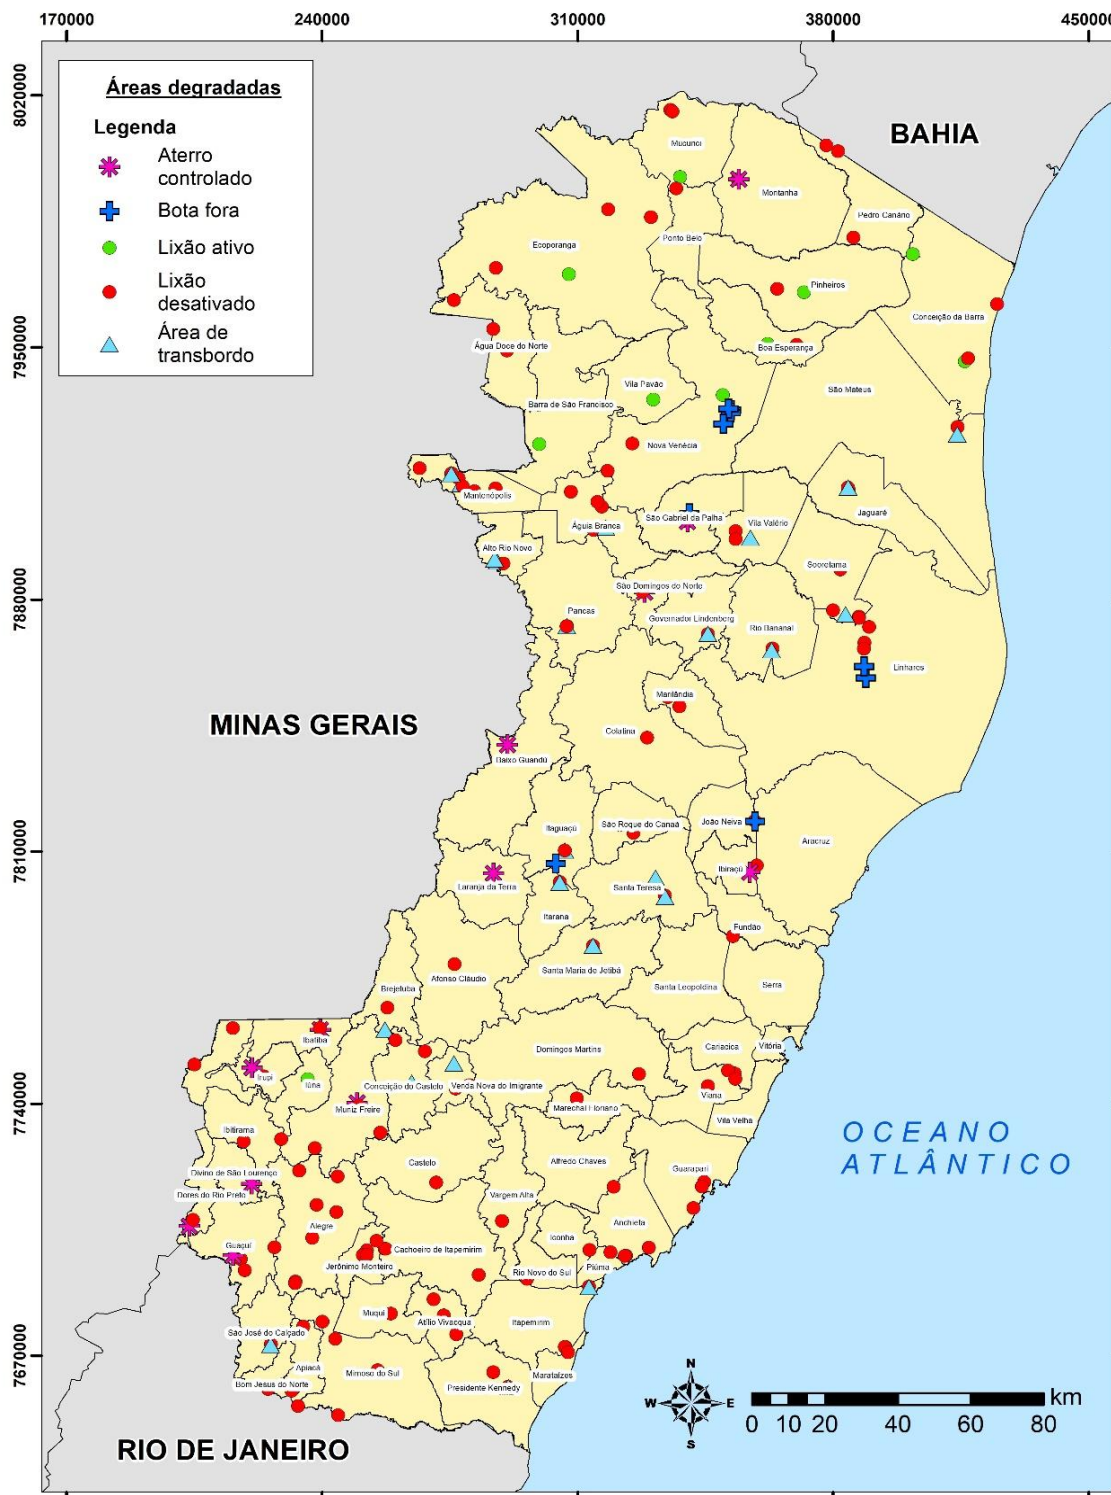 170000
240000
310000
380000
450000
8020000
7950000
7880000
7810000
7740000
7670000
Áreas degradadas
Legenda
Aterro
controlado
Bota fora
Lixão ativo
Lixão
desativado
Área de
transbordo
BAHIA
MINAS GERAIS
RIO DE JANEIRO
OCEANO
ATLÂNTICO
Mucurici
Montanha
Pedro Canário
Ponto Belo
Ecoporanga
Pinheiros
Conceição da Barra
Água Doce do Norte
Boa Esperança
Vila Pavão
São Mateus
Barra de São Francisco
Nova Venécia
Mantenópolis
São Gabriel da Palha
Vila Valério
Jaguaré
Águia Branca
Alto Rio Novo
Sooretama
São Domingos do Norte
Pancas
Governador Lindenberg
Rio Bananal
Linhares
Marilândia
Colatina
Baixo Guandú
Itaguaçú
São Roque do Canaã
João Neiva
Aracruz
Ibiraçú
Laranja da Terra
Santa Teresa
Itarana
Fundão
Santa Maria de Jetibá
Afonso Cláudio
Santa Leopoldina
Serra
Brejetuba
Ibatiba
Domingos Martins
Cariacica
Vitória
Irupi
Iúna
Conceição do Castelo
Venda Nova do Imigrante
Viana
Muniz Freire
Marechal Floriano
Vila Velha
Ibitirama
Castelo
Alfredo Chaves
Guarapari
Divino de São Lourenço
Dores do Rio Preto
Vargem Alta
Alegre
Anchieta
Iconha
Guaçuí
Cachoeiro de Itapemirim
Jerônimo Monteiro
Rio Novo do Sul
Piúma
Muqui
Atílio Vivacqua
Itapemirim
São José do Calçado
Apiacá
Mimoso do Sul
Marataízes
Bom Jesus do Norte
Presidente Kennedy
N
W
E
S
km
0 10 20 40 60 80